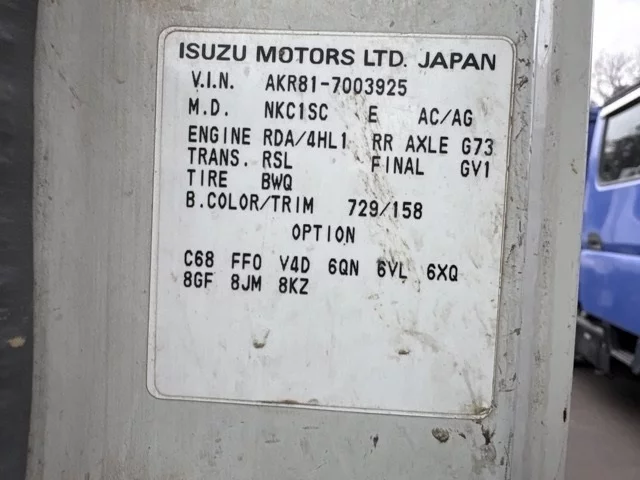 ISUZU MOTORS LTD. JAPAN
V.I.N. AKR81-7003925
M.D. NKC1SC E AC/AG
ENGINE RDA/4HL1 RR AXLE G73
TRANS. RSL FINAL GV1
TIRE BWQ
B.COLOR/TRIM 729/158
OPTION
C68 FF0 V4D 6QN 6VL 6XQ
8GF 8JM 8KZ